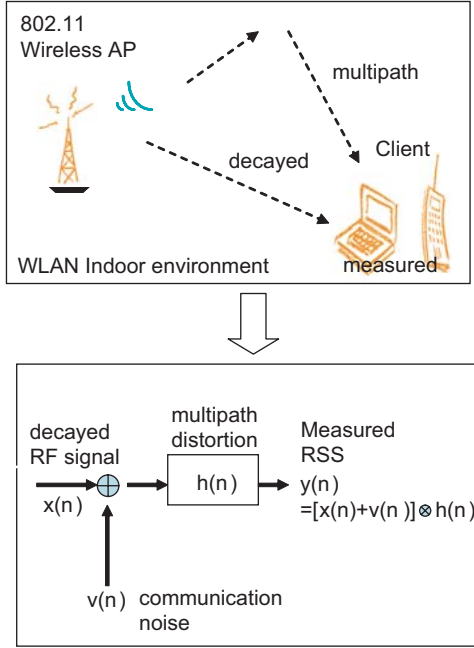 802.11
Wireless AP
multipath
Client
decayed
WLAN Indoor environment
measured
decayed
RF signal
multipath
distortion
Measured
RSS
x(n)
h(n)
y(n)
=[x(n)+v(n)]⊗h(n)
v(n)
communication
noise